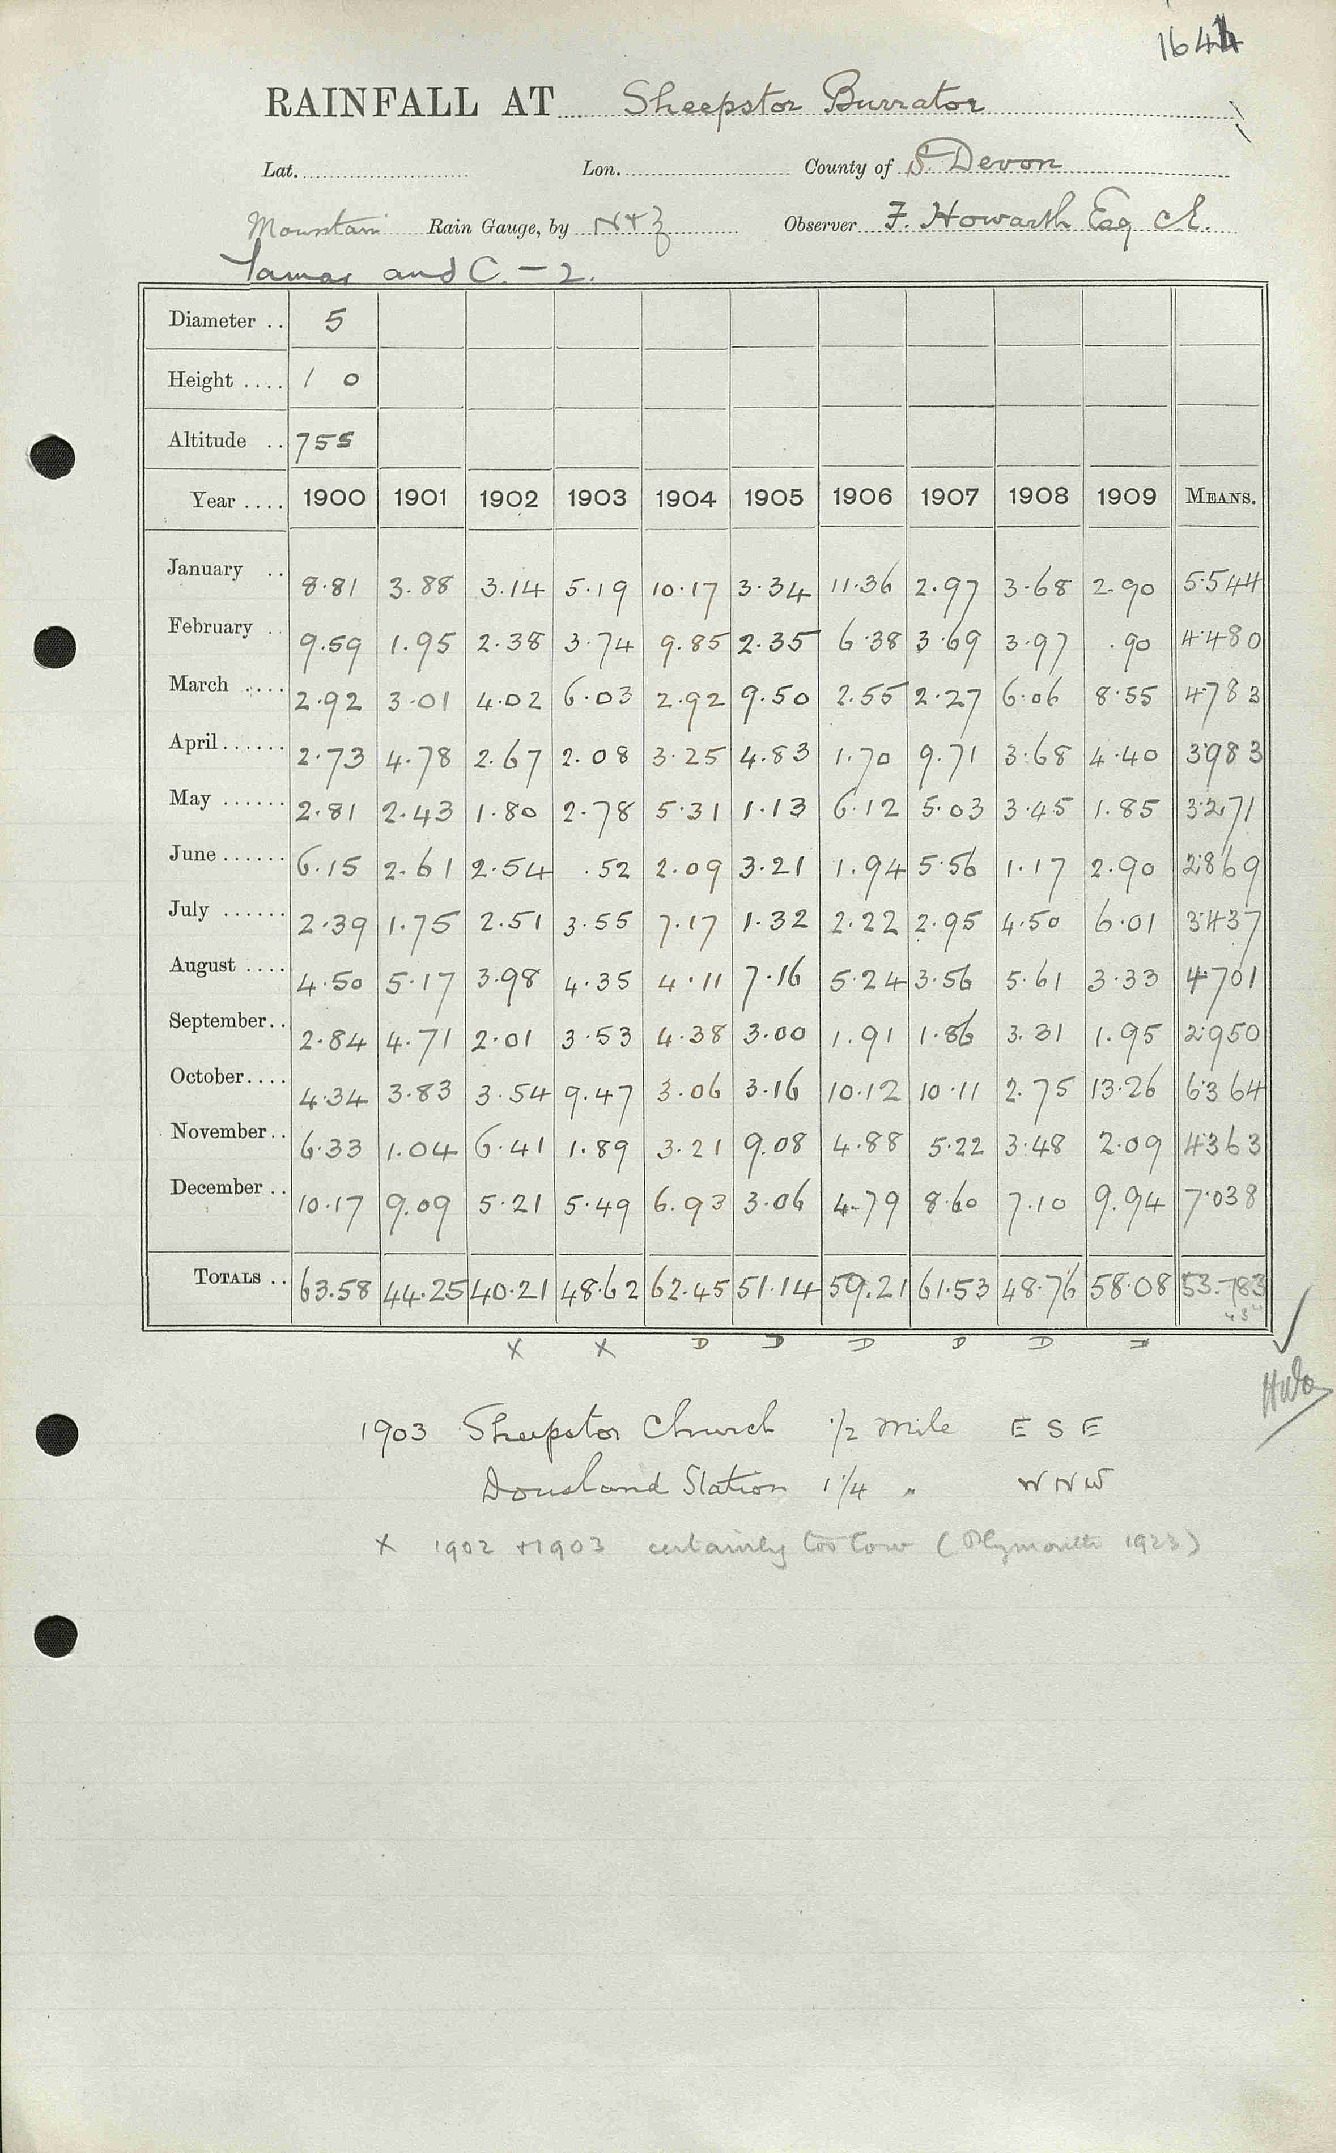 1644
RAINFALL AT Sheepstor Burrator
Lat. Lon. County of S. Devon
Mountain Rain Gauge, by N+Z Observer F. Howarth Esq C.E.
Tamar and C. - 2.
Diameter .. 5
Height .... 1 0
Altitude .. 755
Year .... 1900 1901 1902 1903 1904 1905 1906 1907 1908 1909 MEANS.
January .. 8.81 3.88 3.14 5.19 10.17 3.34 11.36 2.97 3.68 2.90 5.544
February .. 9.59 1.95 2.38 3.74 9.85 2.35 6.38 3.69 3.97 .90 4.480
March .... 2.92 3.01 4.02 6.03 2.92 9.50 2.55 2.27 6.06 8.55 4.783
April...... 2.73 4.78 2.67 2.08 3.25 4.83 1.70 9.71 3.68 4.40 3.983
May ...... 2.81 2.43 1.80 2.78 5.31 1.13 6.12 5.03 3.45 1.85 3.271
June...... 6.15 2.61 2.54 .52 2.09 3.21 1.94 5.56 1.17 2.90 2.869
July ...... 2.39 1.75 2.51 3.55 7.17 1.32 2.22 2.95 4.50 6.01 3.437
August .... 4.50 5.17 3.98 4.35 4.11 7.16 5.24 3.56 5.61 3.33 4.701
September.. 2.84 4.71 2.01 3.53 4.38 3.00 1.91 1.86 3.31 1.95 2.950
October.... 4.34 3.83 3.54 9.47 3.06 3.16 10.12 10.11 2.75 13.26 6.364
November.. 6.33 1.04 6.41 1.89 3.21 9.08 4.88 5.22 3.48 2.09 4.363
December .. 10.17 9.09 5.21 5.49 6.93 3.06 4.79 8.60 7.10 9.94 7.038
TOTALS .. 63.58 44.25 40.21 48.62 62.45 51.14 59.21 61.53 48.76 58.08 53.783
x x D D D D D D
1903 Sheepstor Church 1/2 mile E S E
Dousland Station 1 1/4 " W N W
x 1902 + 1903 certainly too low (Plymouth 1923)